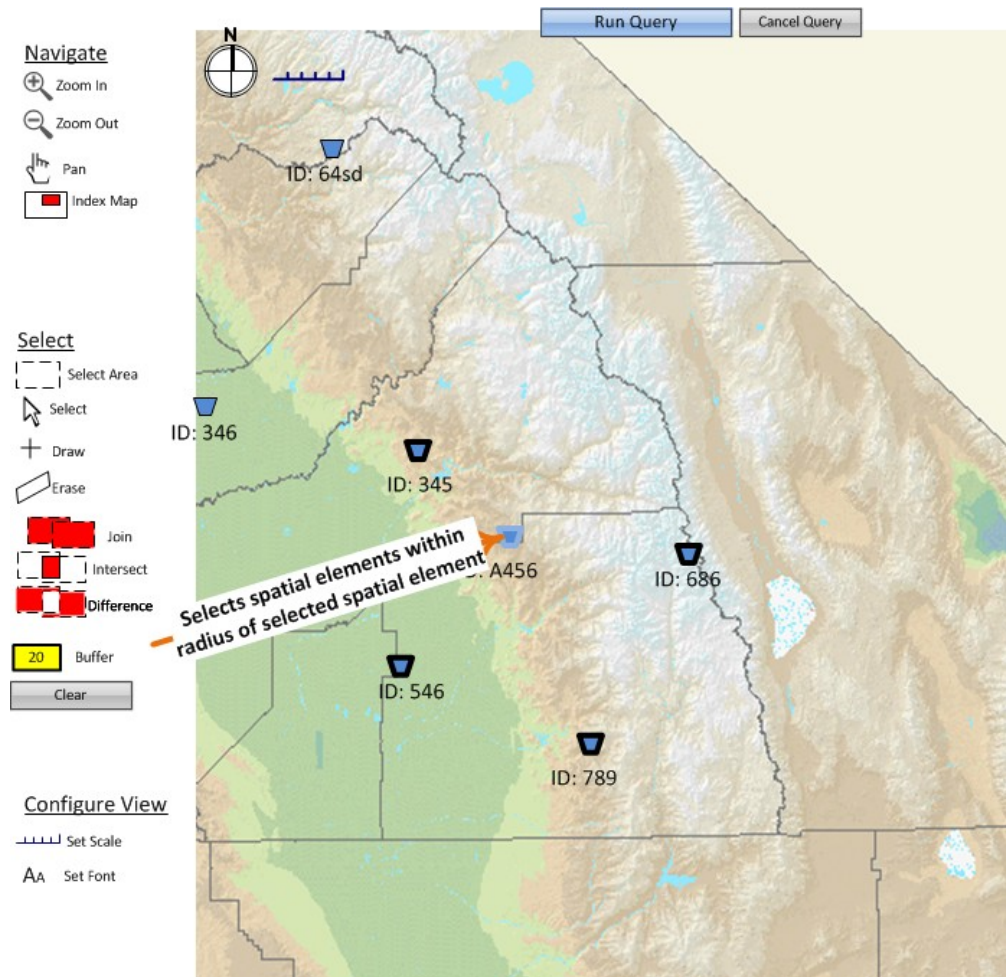 Run Query
Cancel Query
N
Navigate
Zoom In
Zoom Out
Pan
Index Map
ID: 64sd
Select
Select Area
Select
Draw
Erase
Join
Intersect
Difference
20 Buffer
Clear
ID: 346
ID: 345
A456
ID: 686
Selects spatial elements within
radius of selected spatial element
ID: 546
ID: 789
Configure View
Set Scale
AA Set Font